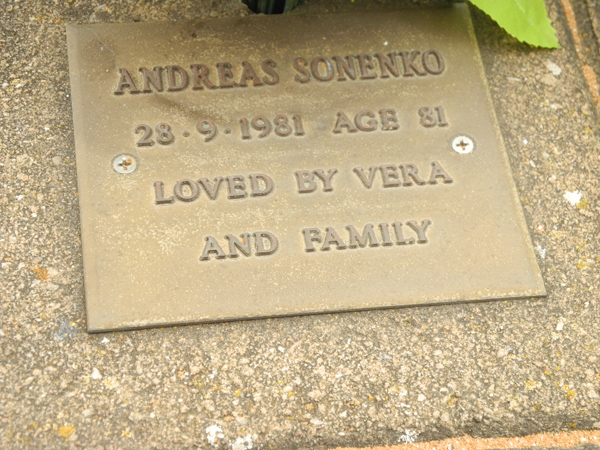 ANDREAS SONENKO
28·9·1981 AGE 81
LOVED BY VERA
AND FAMILY